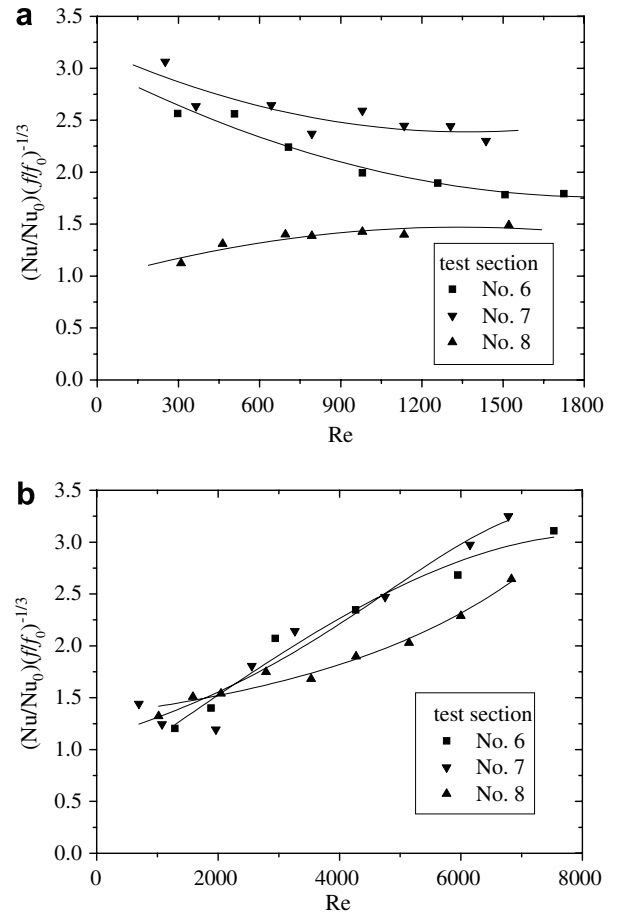 a
3.5
3.0
2.5
2.0
1.5
1.0
0.5
0.0
(Nu/Nu₀)(f/f₀)⁻¹/³
test section
No. 6
No. 7
No. 8
0 300 600 900 1200 1500 1800
Re
b
3.5
3.0
2.5
2.0
1.5
1.0
0.5
0.0
(Nu/Nu₀)(f/f₀)⁻¹/³
test section
No. 6
No. 7
No. 8
0 2000 4000 6000 8000
Re